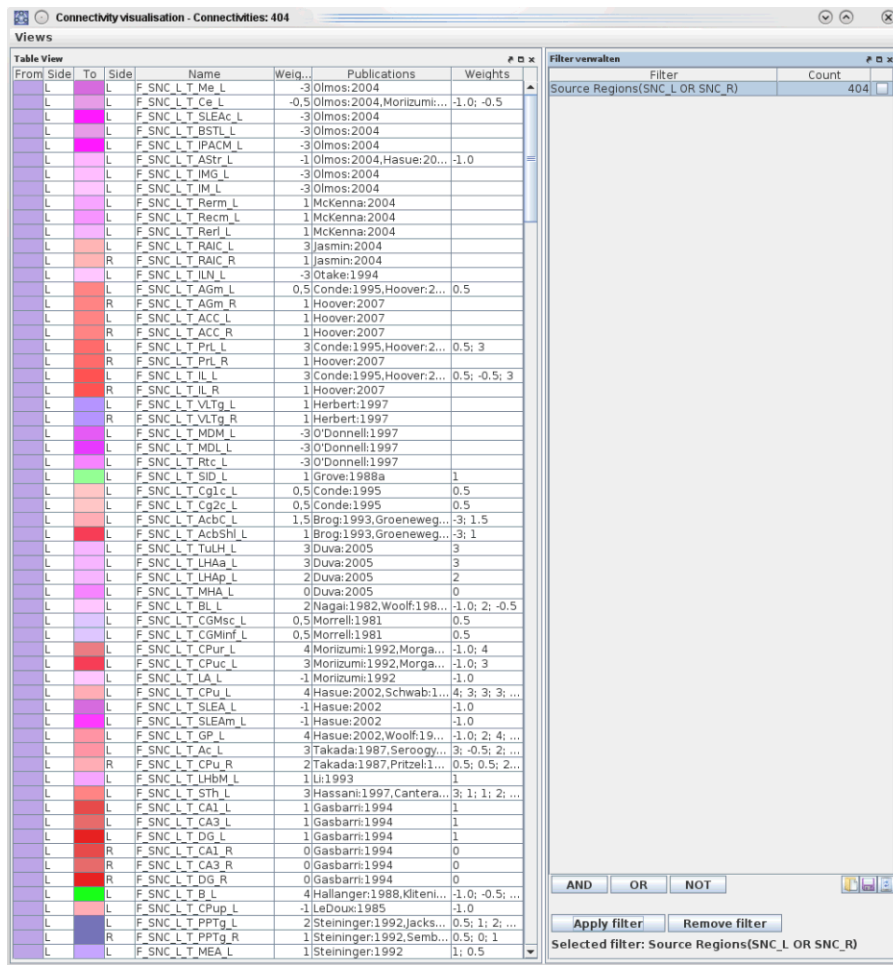 Connectivity visualisation - Connectivities: 404
Views
Table View
From Side To Side Name Weig... Publications Weights
L L F_SNC_L_T_Me_L -3 Olmos:2004
L L F_SNC_L_T_Ce_L -0,5 Olmos:2004,Moriizumi:... -1.0; -0.5
L L F_SNC_L_T_SLEAc_L -3 Olmos:2004
L L F_SNC_L_T_BSTL_L -3 Olmos:2004
L L F_SNC_L_T_IPACM_L -3 Olmos:2004
L L F_SNC_L_T_AStr_L -1 Olmos:2004,Hasue:20... -1.0
L L F_SNC_L_T_IMG_L -3 Olmos:2004
L L F_SNC_L_T_IM_L -3 Olmos:2004
L L F_SNC_L_T_Rerm_L 1 McKenna:2004
L L F_SNC_L_T_Recm_L 1 McKenna:2004
L L F_SNC_L_T_Rerl_L 1 McKenna:2004
L L F_SNC_L_T_RAIC_L 3 Jasmin:2004
L R F_SNC_L_T_RAIC_R 1 Jasmin:2004
L L F_SNC_L_T_ILN_L -3 Otake:1994
L L F_SNC_L_T_AGm_L 0,5 Conde:1995,Hoover:2... 0.5
L R F_SNC_L_T_AGm_R 1 Hoover:2007
L L F_SNC_L_T_ACC_L 1 Hoover:2007
L R F_SNC_L_T_ACC_R 1 Hoover:2007
L L F_SNC_L_T_PrL_L 3 Conde:1995,Hoover:2... 0.5; 3
L R F_SNC_L_T_PrL_R 1 Hoover:2007
L L F_SNC_L_T_IL_L 3 Conde:1995,Hoover:2... 0.5; -0.5; 3
L R F_SNC_L_T_IL_R 1 Hoover:2007
L L F_SNC_L_T_VLTg_L 1 Herbert:1997
L R F_SNC_L_T_VLTg_R 1 Herbert:1997
L L F_SNC_L_T_MDM_L -3 O'Donnell:1997
L L F_SNC_L_T_MDL_L -3 O'Donnell:1997
L L F_SNC_L_T_Rtc_L -3 O'Donnell:1997
L L F_SNC_L_T_SID_L 1 Grove:1988a 1
L L F_SNC_L_T_Cg1c_L 0,5 Conde:1995 0.5
L L F_SNC_L_T_Cg2c_L 0,5 Conde:1995 0.5
L L F_SNC_L_T_AcbC_L 1,5 Brog:1993,Groeneweg... -3; 1.5
L L F_SNC_L_T_AcbShl_L 1 Brog:1993,Groeneweg... -3; 1
L L F_SNC_L_T_TuLH_L 3 Duva:2005 3
L L F_SNC_L_T_LHAa_L 3 Duva:2005 3
L L F_SNC_L_T_LHAp_L 2 Duva:2005 2
L L F_SNC_L_T_MHA_L 0 Duva:2005 0
L L F_SNC_L_T_BL_L 2 Nagai:1982,Woolf:198... -1.0; 2; -0.5
L L F_SNC_L_T_CGMsc_L 0,5 Morrell:1981 0.5
L L F_SNC_L_T_CGMinf_L 0,5 Morrell:1981 0.5
L L F_SNC_L_T_CPur_L 4 Moriizumi:1992,Morga... -1.0; 4
L L F_SNC_L_T_CPuc_L 3 Moriizumi:1992,Morga... -1.0; 3
L L F_SNC_L_T_LA_L -1 Moriizumi:1992 -1.0
L L F_SNC_L_T_CPu_L 4 Hasue:2002,Schwab:1... 4; 3; 3; 3; ...
L L F_SNC_L_T_SLEA_L -1 Hasue:2002 -1.0
L L F_SNC_L_T_SLEAm_L -1 Hasue:2002 -1.0
L L F_SNC_L_T_GP_L 4 Hasue:2002,Woolf:19... -1.0; 2; 4; ...
L L F_SNC_L_T_Ac_L 3 Takada:1987,Seroogy... 3; -0.5; 2; ...
L R F_SNC_L_T_CPu_R 2 Takada:1987,Pritzel:1... 0.5; 0.5; 2...
L L F_SNC_L_T_LHbM_L 1 Li:1993 1
L L F_SNC_L_T_STh_L 3 Hassani:1997,Cantera... 3; 1; 1; 2; ...
L L F_SNC_L_T_CA1_L 1 Gasbarri:1994 1
L L F_SNC_L_T_CA3_L 1 Gasbarri:1994 1
L L F_SNC_L_T_DG_L 1 Gasbarri:1994 1
L R F_SNC_L_T_CA1_R 0 Gasbarri:1994 0
L R F_SNC_L_T_CA3_R 0 Gasbarri:1994 0
L R F_SNC_L_T_DG_R 0 Gasbarri:1994 0
L L F_SNC_L_T_B_L 4 Hallanger:1988,Kliteni... -1.0; -0.5; ...
L L F_SNC_L_T_CPup_L -1 LeDoux:1985 -1.0
L L F_SNC_L_T_PPTg_L 2 Steininger:1992,Jacks... 0.5; 1; 2; ...
L R F_SNC_L_T_PPTg_R 1 Steininger:1992,Semb... 0.5; 0; 1
L L F_SNC_L_T_MEA_L 1 Steininger:1992 1; 0.5
Filter verwalten
Filter Count
Source Regions(SNC_L OR SNC_R) 404
AND OR NOT
Apply filter Remove filter
Selected filter: Source Regions(SNC_L OR SNC_R)